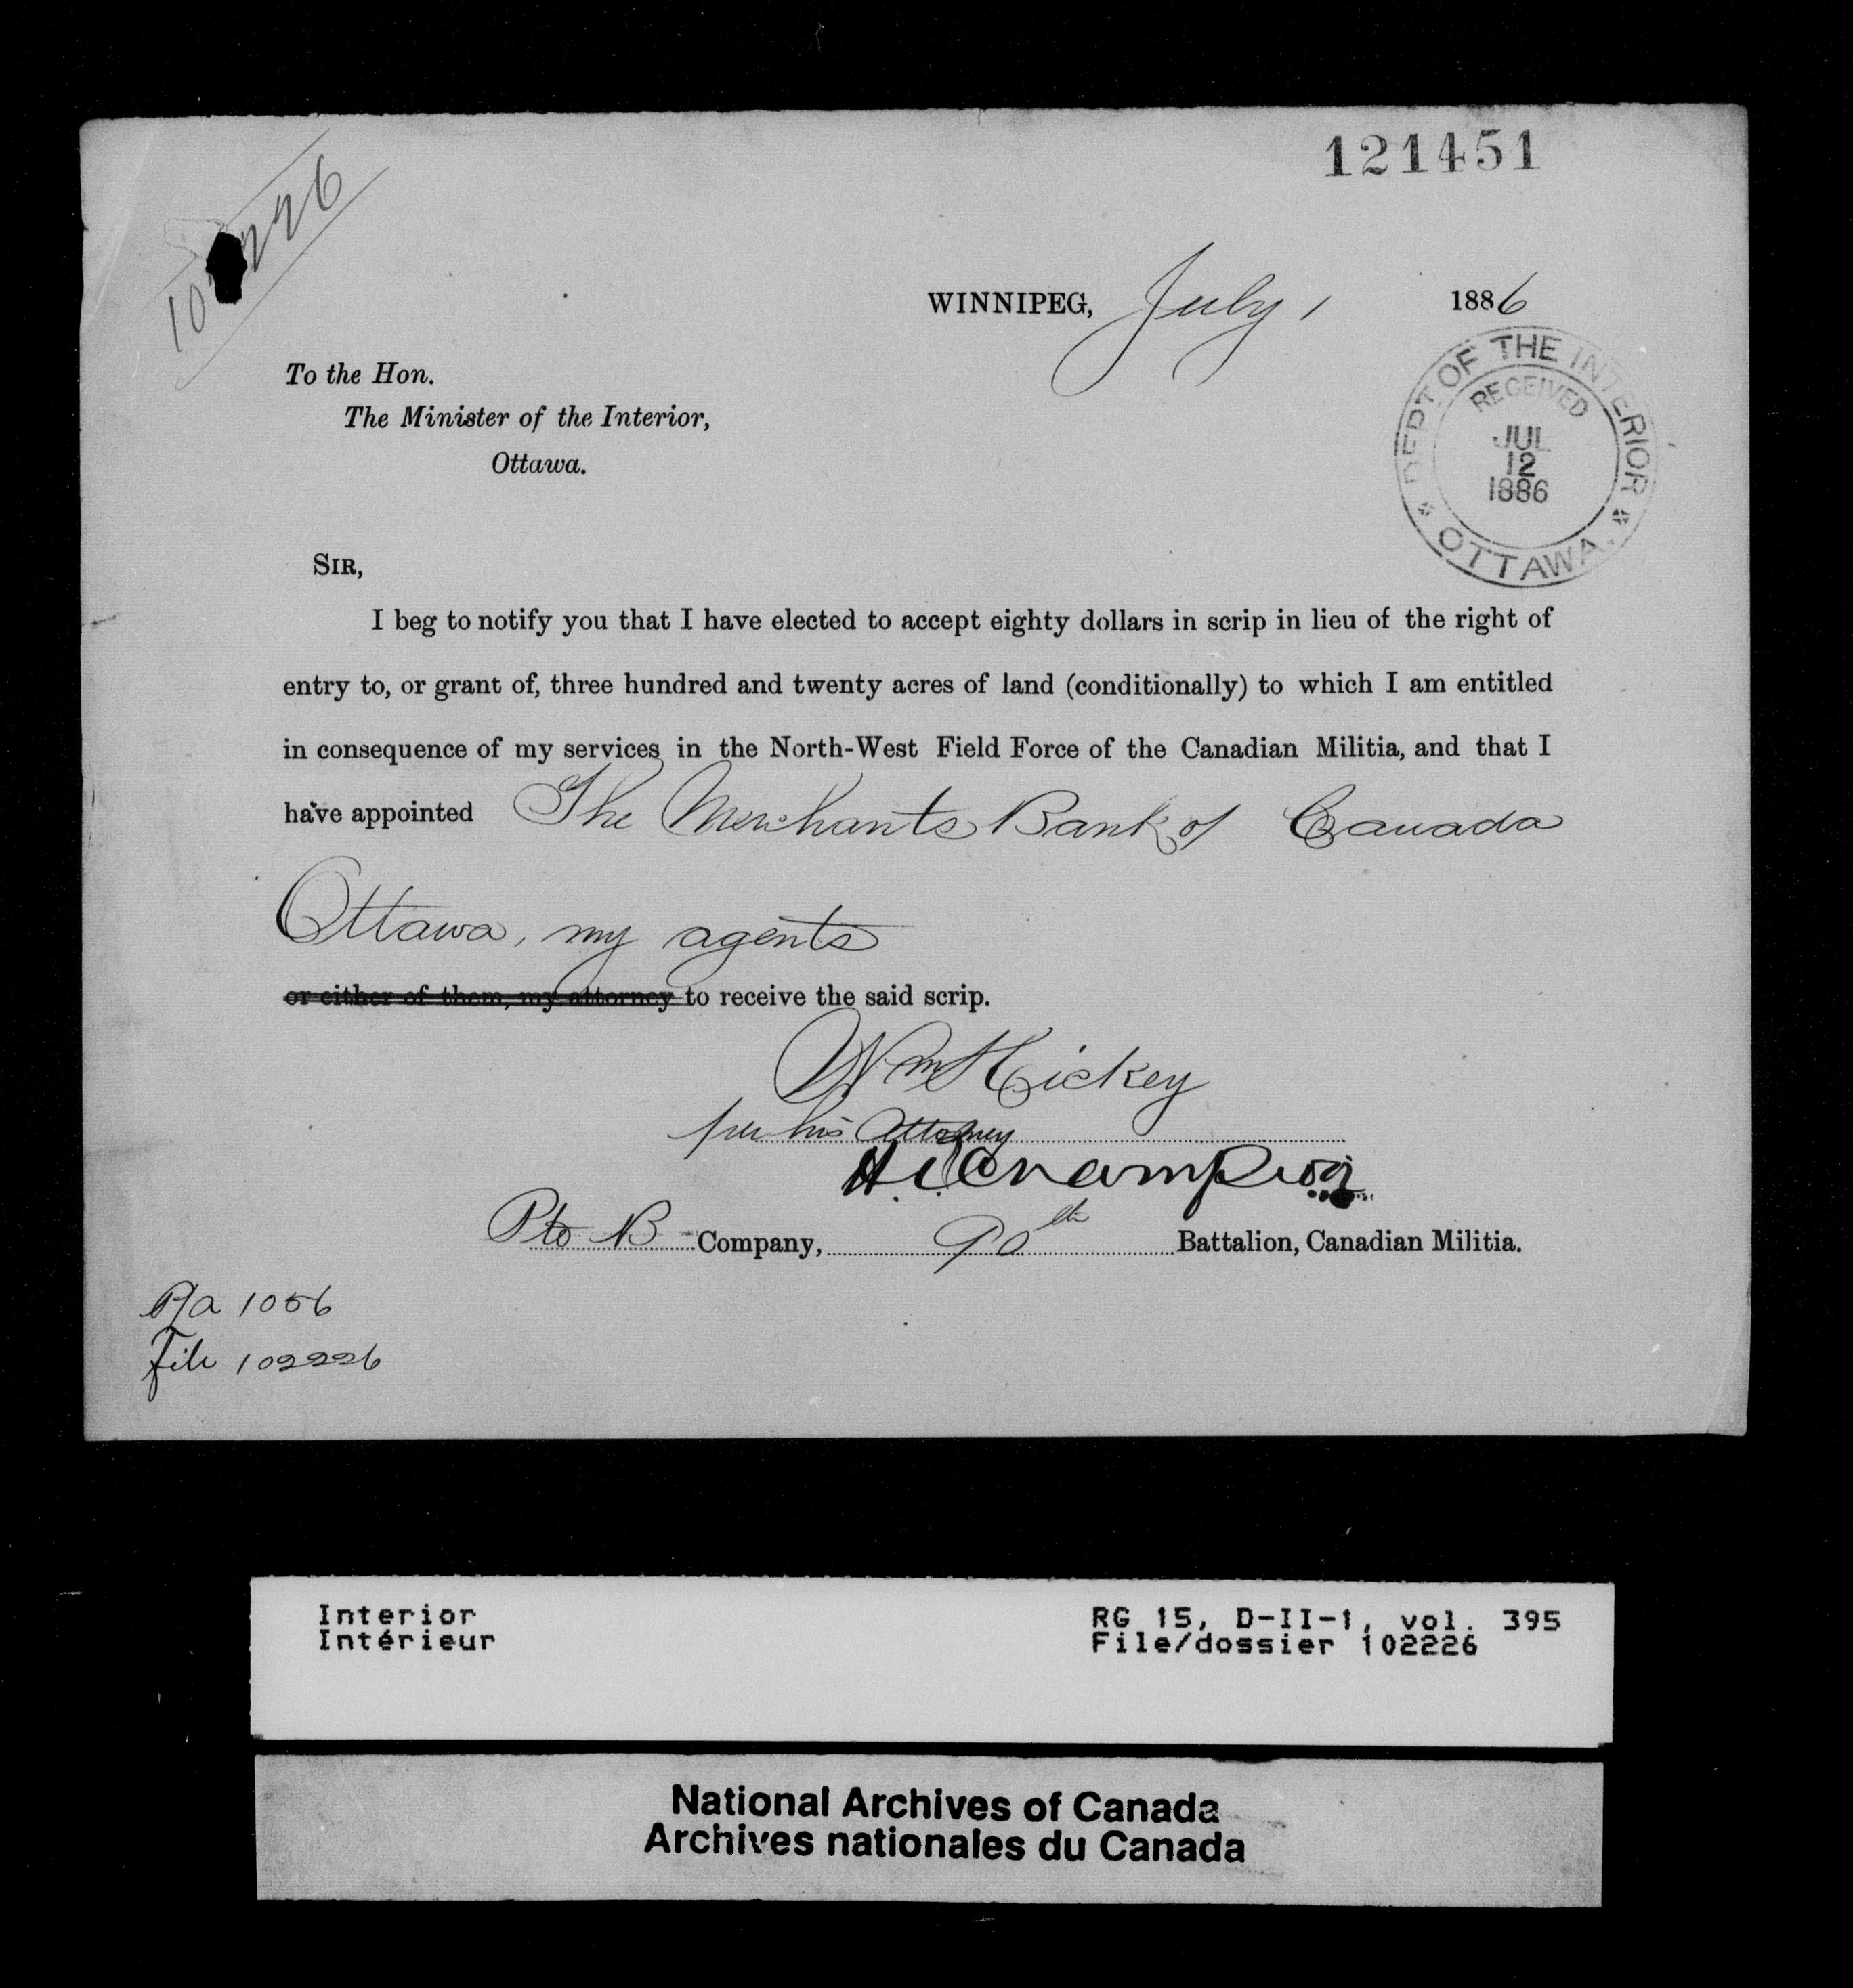 121451
102226
WINNIPEG, July 1 1886
DEPT OF THE INTERIOR
RECEIVED
JUL
12
1886
OTTAWA.
To the Hon.
The Minister of the Interior,
Ottawa.
SIR,
I beg to notify you that I have elected to accept eighty dollars in scrip in lieu of the right of
entry to, or grant of, three hundred and twenty acres of land (conditionally) to which I am entitled
in consequence of my services in the North-West Field Force of the Canadian Militia, and that I
have appointed The Merchants Bank of Canada
Ottawa, my agents
or either of them, my attorney to receive the said scrip.
Wm Hickey
per his Attorney
H. C. Champion
Pte B Company, 90th Battalion, Canadian Militia.
P/a 1056
File 102226
Interior
Intérieur
RG 15, D-II-1, vol. 395
File/dossier 102226
National Archives of Canada
Archives nationales du Canada